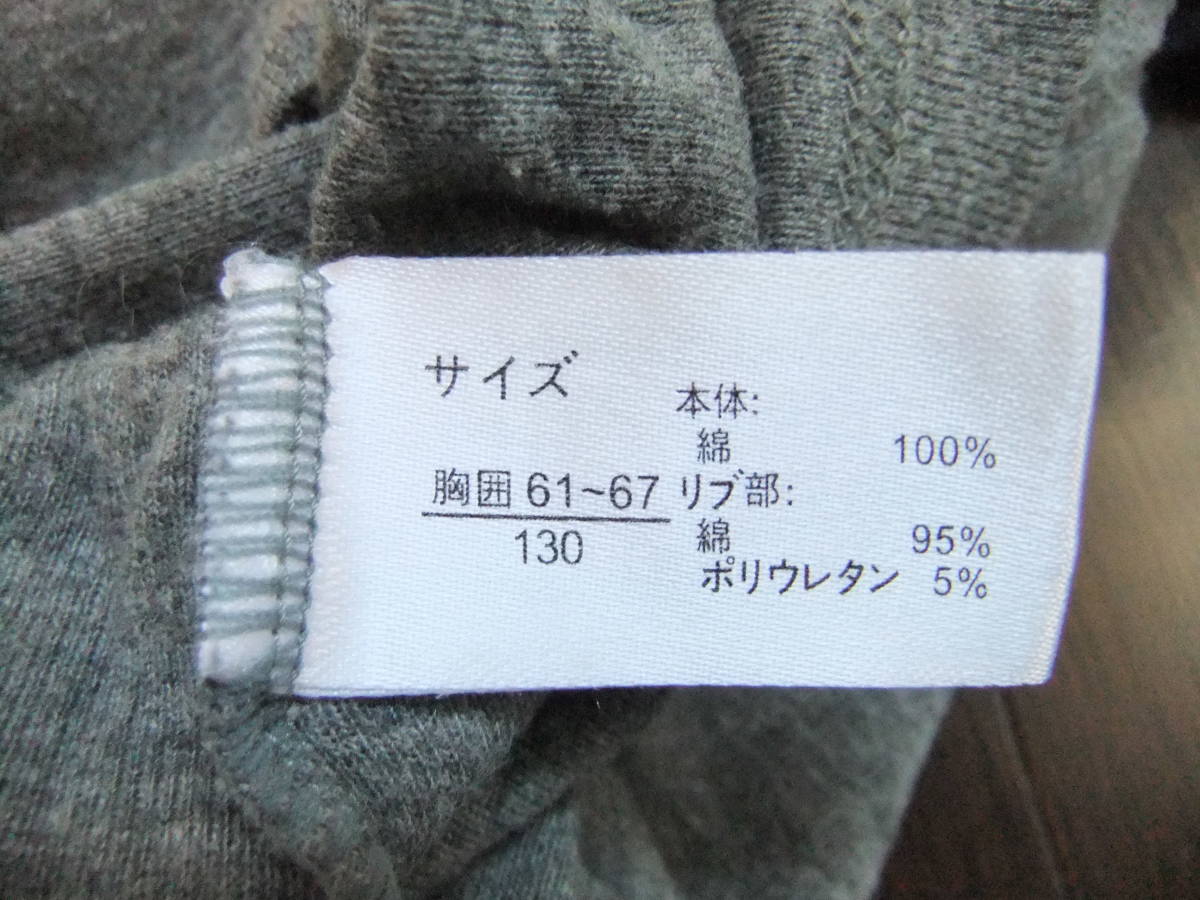 サイズ
胸囲 61~67
130
本体:
綿 100%
リブ部:
綿 95%
ポリウレタン 5%